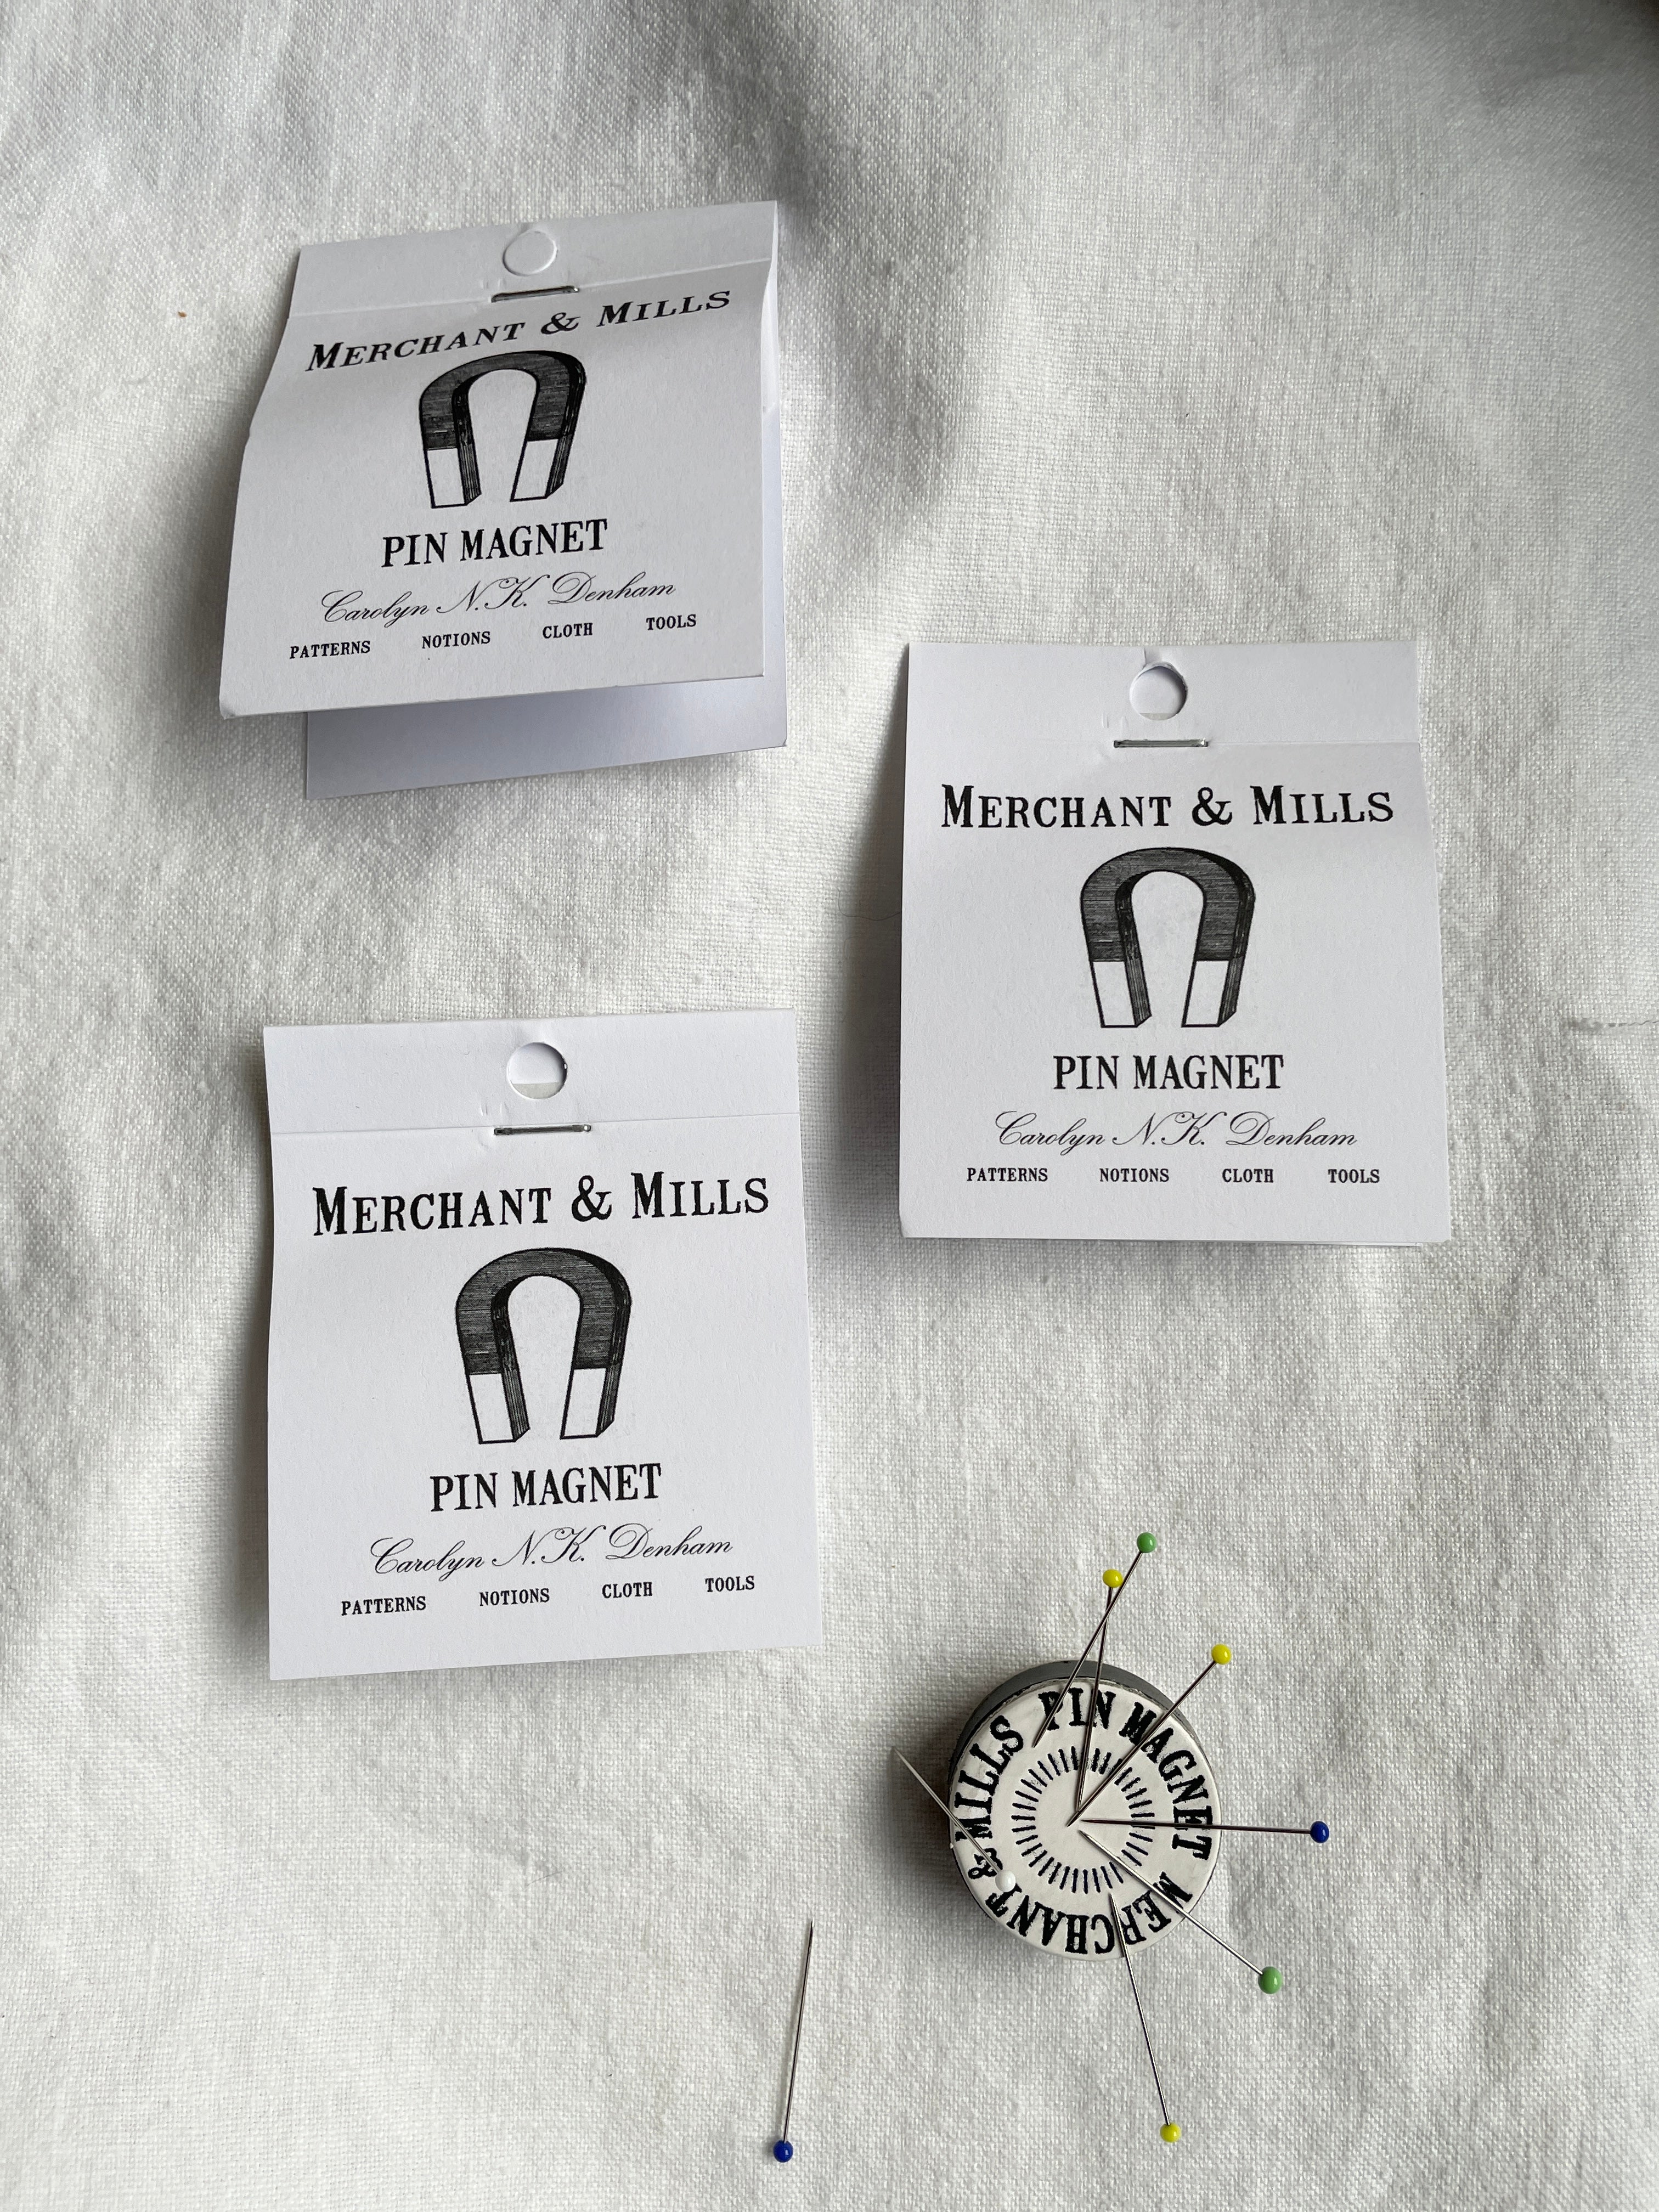 MERCHANT & MILLS
PIN MAGNET
Carolyn N.K. Denham
PATTERNS NOTIONS CLOTH TOOLS
MERCHANT & MILLS
PIN MAGNET
Carolyn N.K. Denham
PATTERNS NOTIONS CLOTH TOOLS
MERCHANT & MILLS
PIN MAGNET
Carolyn N.K. Denham
PATTERNS NOTIONS CLOTH TOOLS
PIN MAGNET
MERCHANT & MILLS